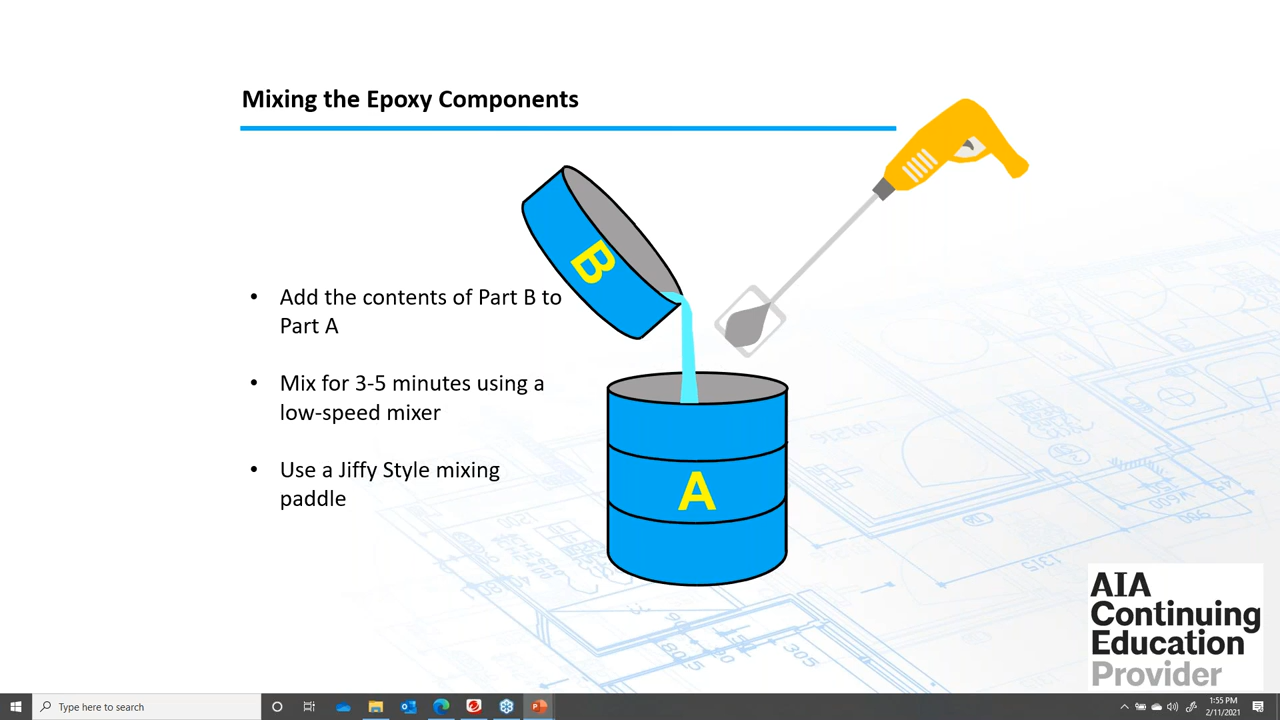 Mixing the Epoxy Components
B
• Add the contents of Part B to
Part A
• Mix for 3-5 minutes using a
low-speed mixer
• Use a Jiffy Style mixing
paddle
A
AIA
Continuing
Education
Provider
Type here to search
1:55 PM
2/11/2021